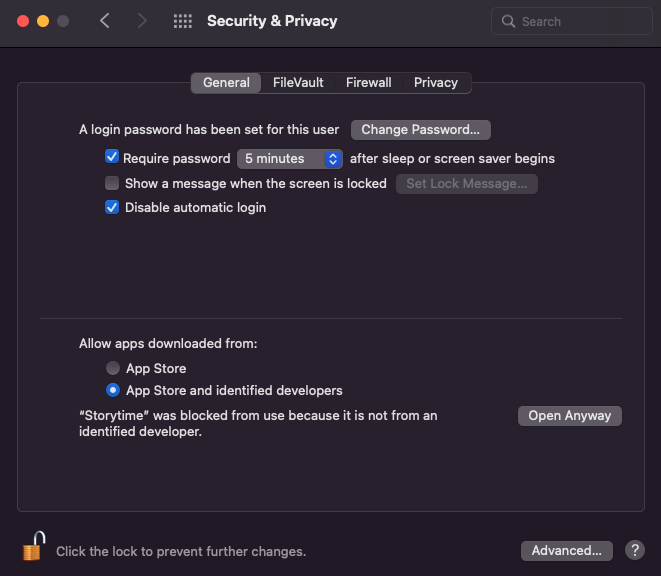 Security & Privacy
Search
General FileVault Firewall Privacy
A login password has been set for this user Change Password...
Require password 5 minutes after sleep or screen saver begins
Show a message when the screen is locked Set Lock Message...
Disable automatic login
Allow apps downloaded from:
App Store
App Store and identified developers
“Storytime” was blocked from use because it is not from an Open Anyway
identified developer.
Click the lock to prevent further changes.
Advanced... ?